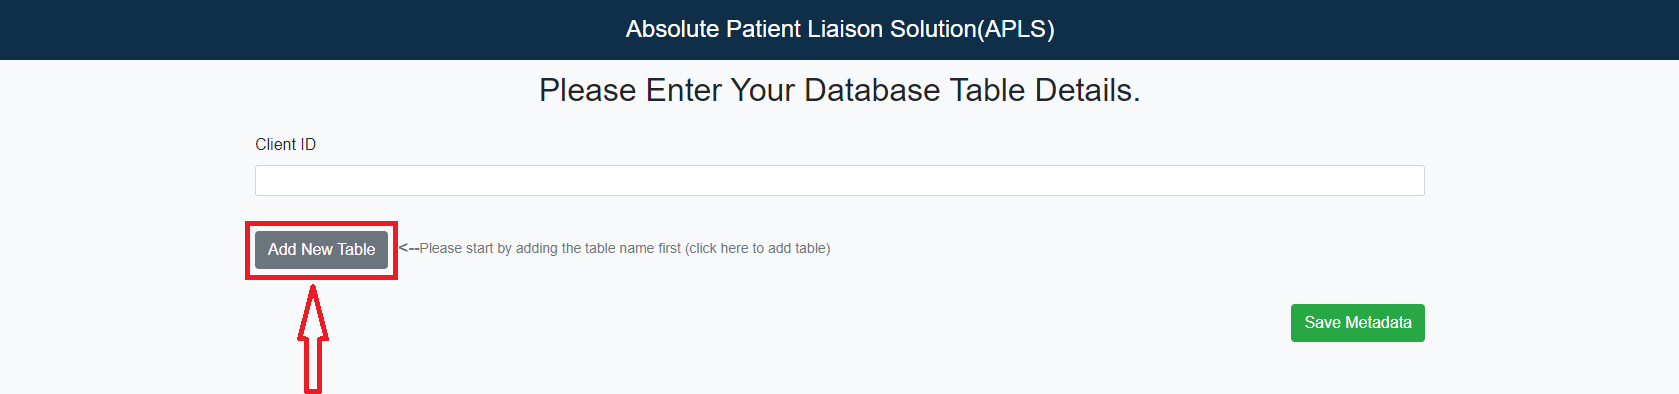 Absolute Patient Liaison Solution(APLS)
Please Enter Your Database Table Details.
Client ID
Add New Table <--Please start by adding the table name first (click here to add table)
Save Metadata